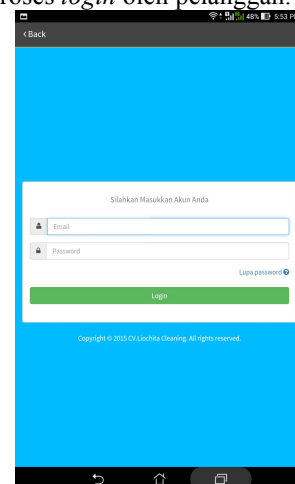 roses login oleh pelanggan.
48% 5:53 P
< Back
Silahkan Masukkan Akun Anda
Email
Password
Lupa password
Login
Copyright © 2015 CV.Liochita Cleaning. All rights reserved.